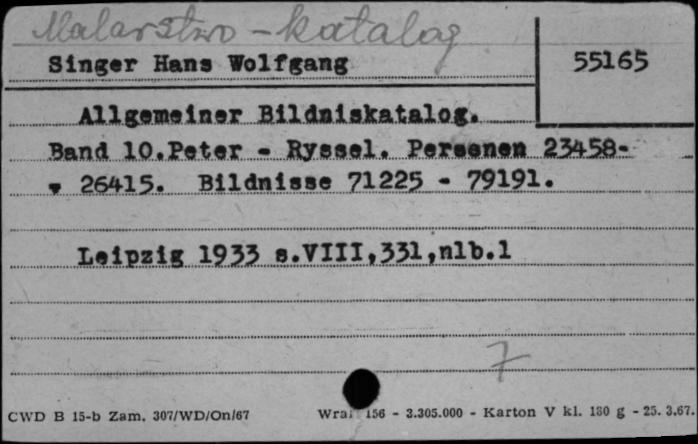 Malarstwo - katalog
Singer Hans Wolfgang
55165
Allgemeiner Bildniskatalog.
Band 10.Peter - Ryssel. Personen 23458-
26415. Bildnisse 71225 - 79191.
Leipzig 1933 s.VIII,331,nlb.1
7
CWD B 15-b Zam. 307/WD/On/67
156 - 3.305.000 - Karton V kl. 180 g - 25. 3.67.